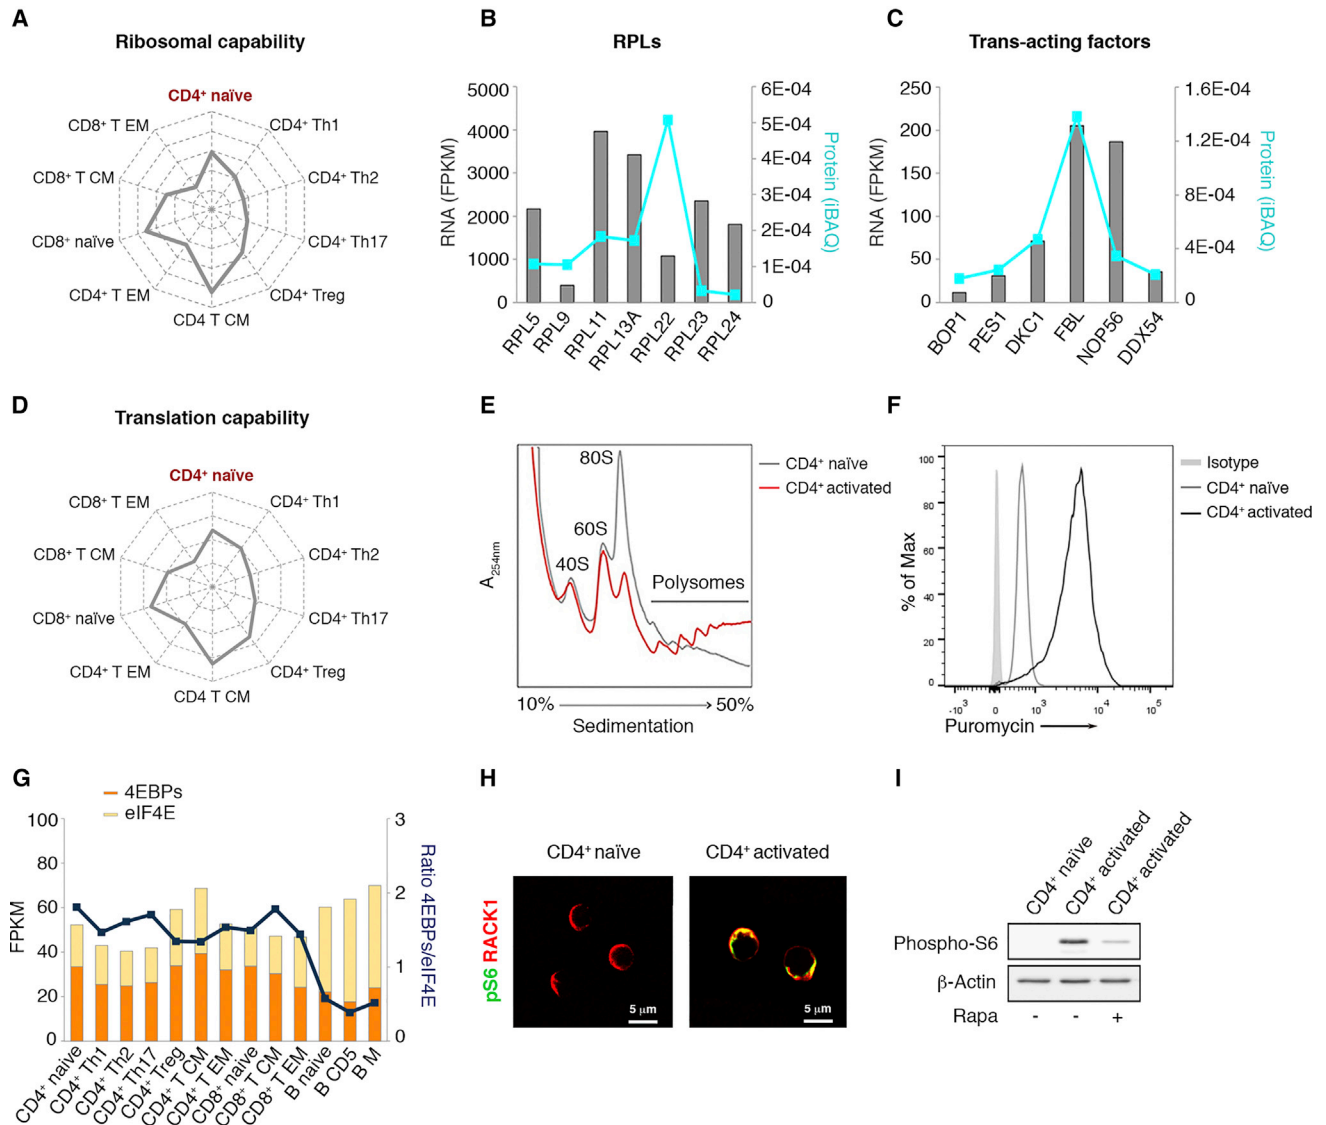 A
Ribosomal capability
CD4+ naïve
CD8+ T EM
CD4+ Th1
CD8+ T CM
CD4+ Th2
CD8+ naïve
CD4+ Th17
CD4+ T EM
CD4+ Treg
CD4 T CM
B
RPLs
5000
4000
3000
2000
1000
0
RNA (FPKM)
6E-04
5E-04
4E-04
3E-04
2E-04
1E-04
0
Protein (iBAQ)
RPL5
RPL9
RPL11
RPL13A
RPL22
RPL23
RPL24
C
Trans-acting factors
250
200
150
100
50
0
RNA (FPKM)
1.6E-04
1.2E-04
8E-04
4E-04
0
Protein (iBAQ)
BOP1
PES1
DKC1
FBL
NOP56
DDX54
D
Translation capability
CD4+ naïve
CD8+ T EM
CD4+ Th1
CD8+ T CM
CD4+ Th2
CD8+ naïve
CD4+ Th17
CD4+ T EM
CD4+ Treg
CD4 T CM
E
A254nm
80S
60S
40S
Polysomes
CD4+ naïve
CD4+ activated
10% 50%
Sedimentation
F
% of Max
100
80
60
40
20
0
-103 0 103 10-4 105
Puromycin
Isotype
CD4+ naïve
CD4+ activated
G
4EBPs
eIF4E
100
80
60
40
20
0
FPKM
3
2
1
0
Ratio 4EBPs/eIF4E
CD4+ naive
CD4+ Th1
CD4+ Th2
CD4+ Th17
CD4+ Treg
CD4+ T CM
CD4+ T EM
CD8+ naive
CD8+ T CM
CD8+ T EM
B naive
B CD5
B M
H
CD4+ naïve
CD4+ activated
pS6 RACK1
5 µm
5 µm
I
CD4+ naïve
CD4+ activated
CD4+ activated
Phospho-S6
β-Actin
Rapa - - +